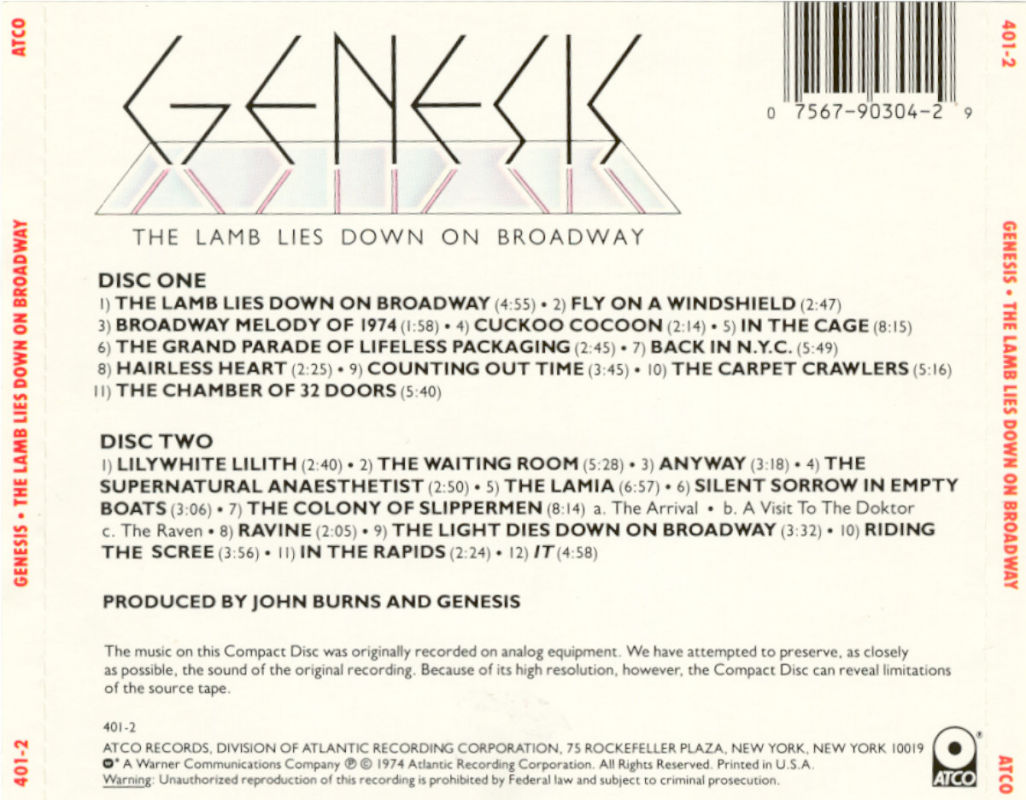 ATCO
GENESIS • THE LAMB LIES DOWN ON BROADWAY
401-2
GENESIS
THE LAMB LIES DOWN ON BROADWAY
0 7567-90304-2 9
DISC ONE
1) THE LAMB LIES DOWN ON BROADWAY (4:55) • 2) FLY ON A WINDSHIELD (2:47)
3) BROADWAY MELODY OF 1974 (1:58) • 4) CUCKOO COCOON (2:14) • 5) IN THE CAGE (8:15)
6) THE GRAND PARADE OF LIFELESS PACKAGING (2:45) • 7) BACK IN N.Y.C. (5:49)
8) HAIRLESS HEART (2:25) • 9) COUNTING OUT TIME (3:45) • 10) THE CARPET CRAWLERS (5:16)
11) THE CHAMBER OF 32 DOORS (5:40)
DISC TWO
1) LILYWHITE LILITH (2:40) • 2) THE WAITING ROOM (5:28) • 3) ANYWAY (3:18) • 4) THE
SUPERNATURAL ANAESTHETIST (2:50) • 5) THE LAMIA (6:57) • 6) SILENT SORROW IN EMPTY
BOATS (3:06) • 7) THE COLONY OF SLIPPERMEN (8:14) a. The Arrival • b. A Visit To The Doktor
c. The Raven • 8) RAVINE (2:05) • 9) THE LIGHT DIES DOWN ON BROADWAY (3:32) • 10) RIDING
THE SCREE (3:56) • 11) IN THE RAPIDS (2:24) • 12) IT (4:58)
PRODUCED BY JOHN BURNS AND GENESIS
The music on this Compact Disc was originally recorded on analog equipment. We have attempted to preserve, as closely
as possible, the sound of the original recording. Because of its high resolution, however, the Compact Disc can reveal limitations
of the source tape.
401-2
ATCO RECORDS, DIVISION OF ATLANTIC RECORDING CORPORATION, 75 ROCKEFELLER PLAZA, NEW YORK, NEW YORK 10019
A Warner Communications Company ℗ © 1974 Atlantic Recording Corporation. All Rights Reserved. Printed in U.S.A.
Warning: Unauthorized reproduction of this recording is prohibited by Federal law and subject to criminal prosecution.
ATCO ®
401-2
GENESIS • THE LAMB LIES DOWN ON BROADWAY
ATCO